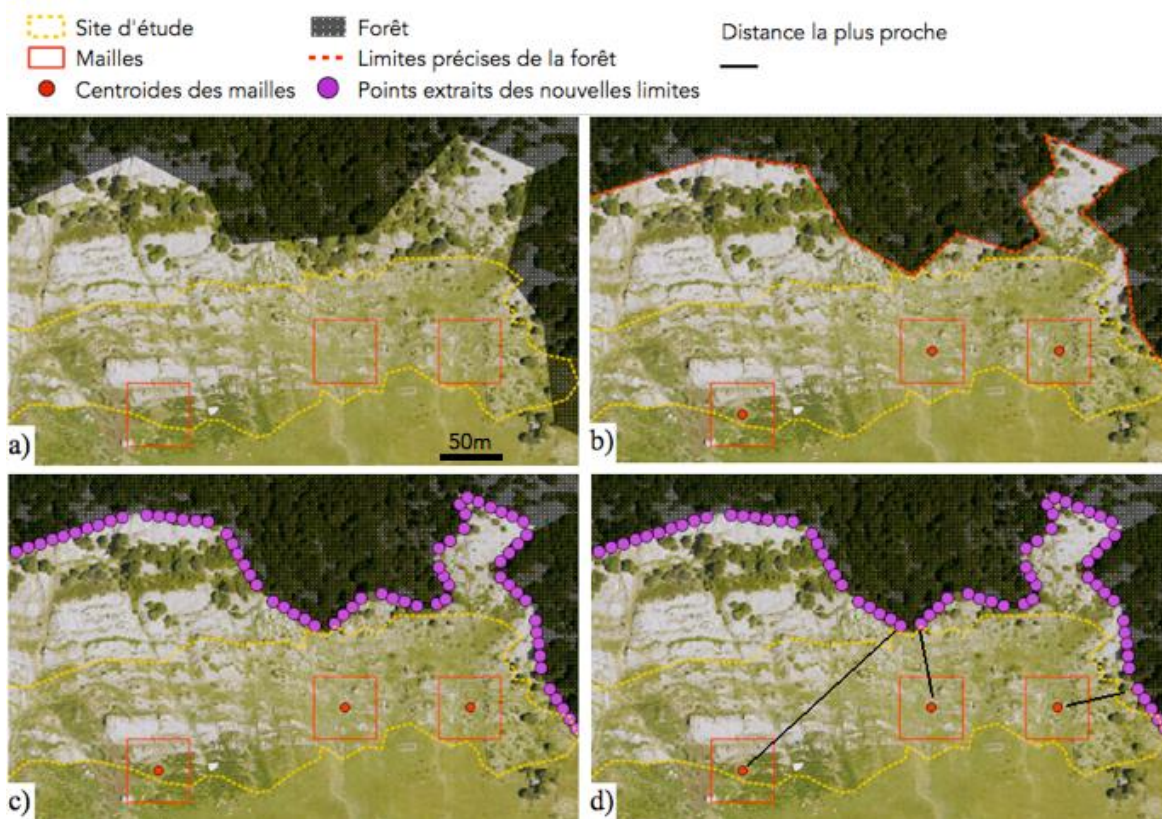 Site d'étude
Forêt
Distance la plus proche
Mailles
Limites précises de la forêt
Centroides des mailles
Points extraits des nouvelles limites
a)
50m
b)
c)
d)